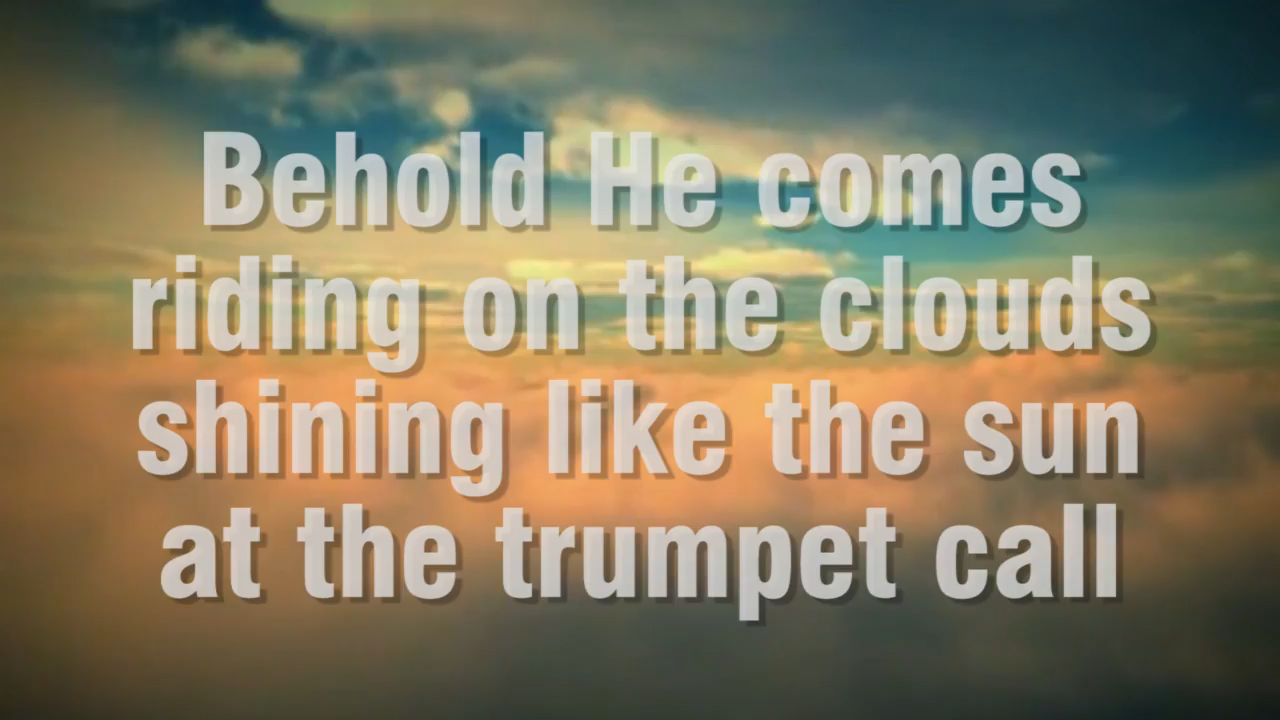 Behold He comes
riding on the clouds
shining like the sun
at the trumpet call